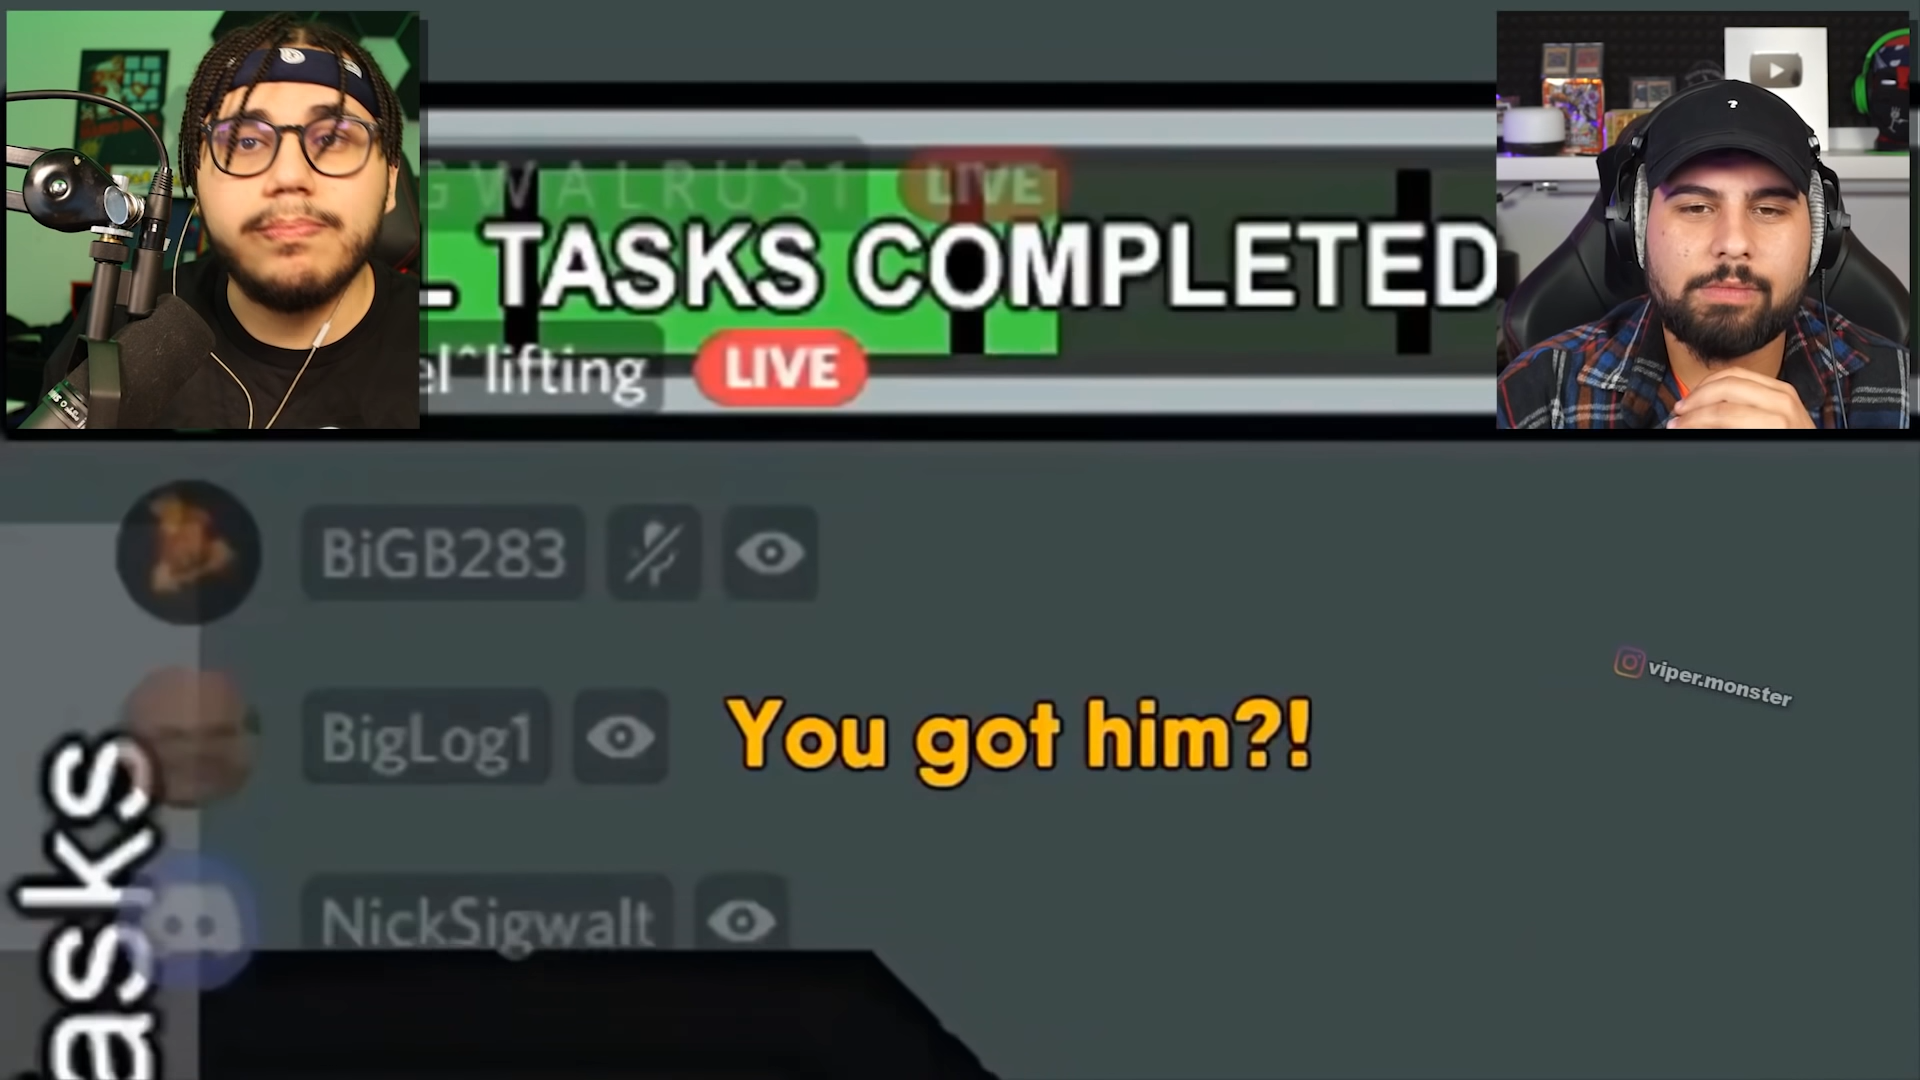 GWALRUS1 LIVE
L TASKS COMPLETED
el^lifting LIVE
BiGB283
BigLog1
You got him?!
viper.monster
NickSigwalt
asks